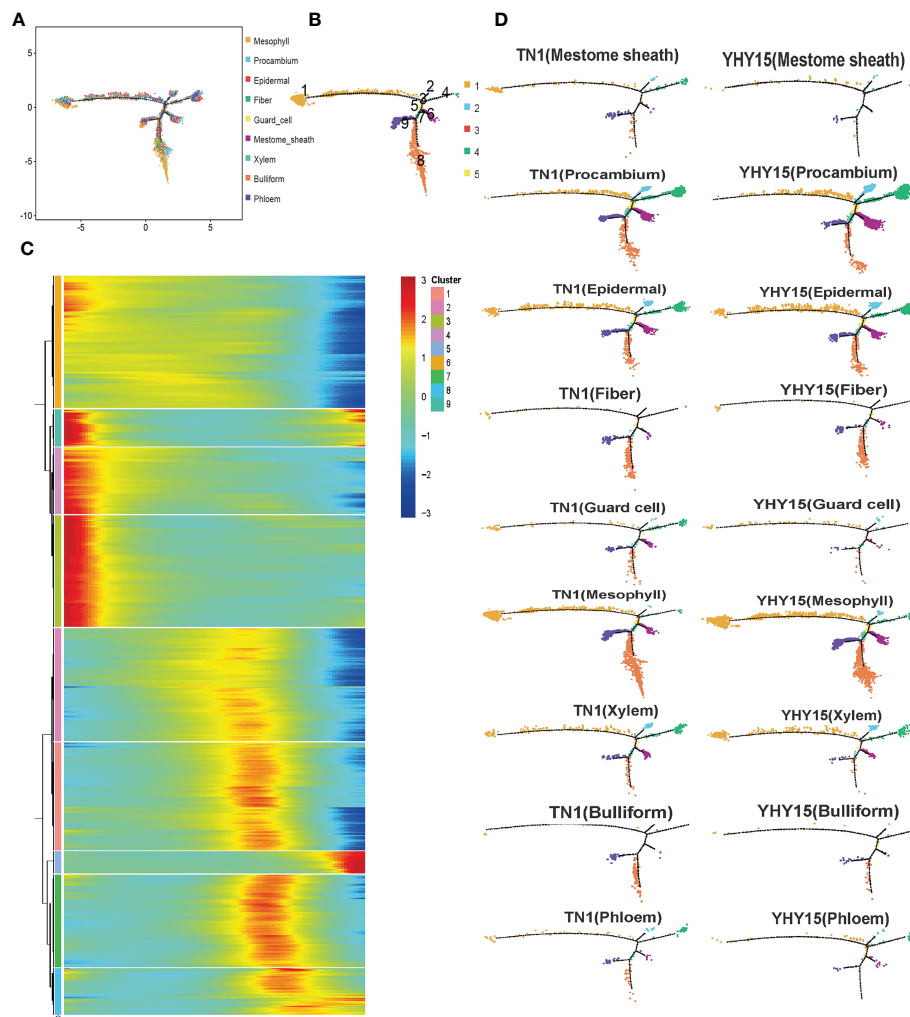 A
5
0
-5
-10
-5
0
5
Mesophyll
Procambium
Epidermal
Fiber
Guard_cell
Mestome_sheath
Xylem
Bulliform
Phloem
B
1
2
3
4
5
6
7
9
8
C
3
2
1
0
−1
−2
−3
Cluster
1
2
3
4
5
6
7
8
9
D
1
2
3
4
5
TN1(Mestome sheath)
YHY15(Mestome sheath)
TN1(Procambium)
YHY15(Procambium)
TN1(Epidermal)
YHY15(Epidermal)
TN1(Fiber)
YHY15(Fiber)
TN1(Guard cell)
YHY15(Guard cell)
TN1(Mesophyll)
YHY15(Mesophyll)
TN1(Xylem)
YHY15(Xylem)
TN1(Bulliform)
YHY15(Bulliform)
TN1(Phloem)
YHY15(Phloem)